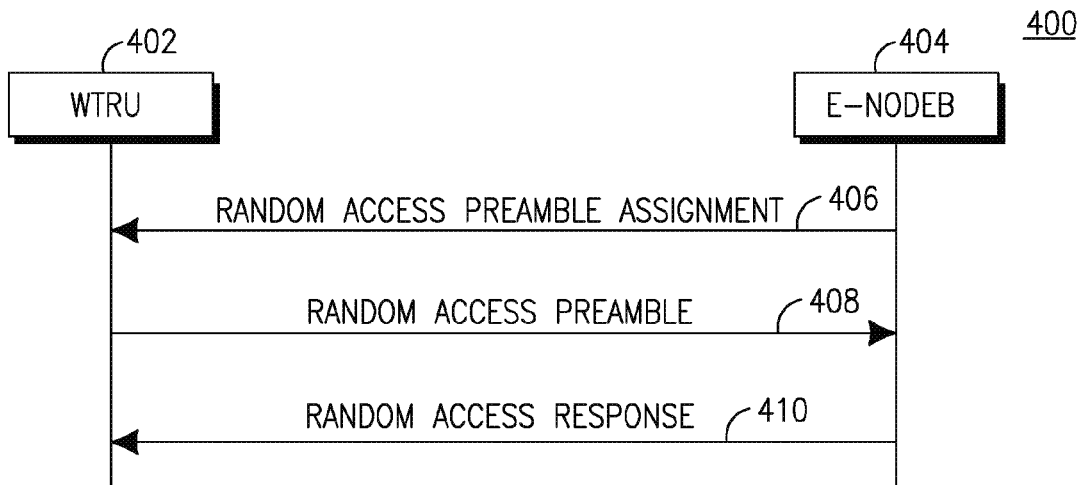 400
402
404
WTRU
E-NODEB
RANDOM ACCESS PREAMBLE ASSIGNMENT
406
RANDOM ACCESS PREAMBLE
408
RANDOM ACCESS RESPONSE
410